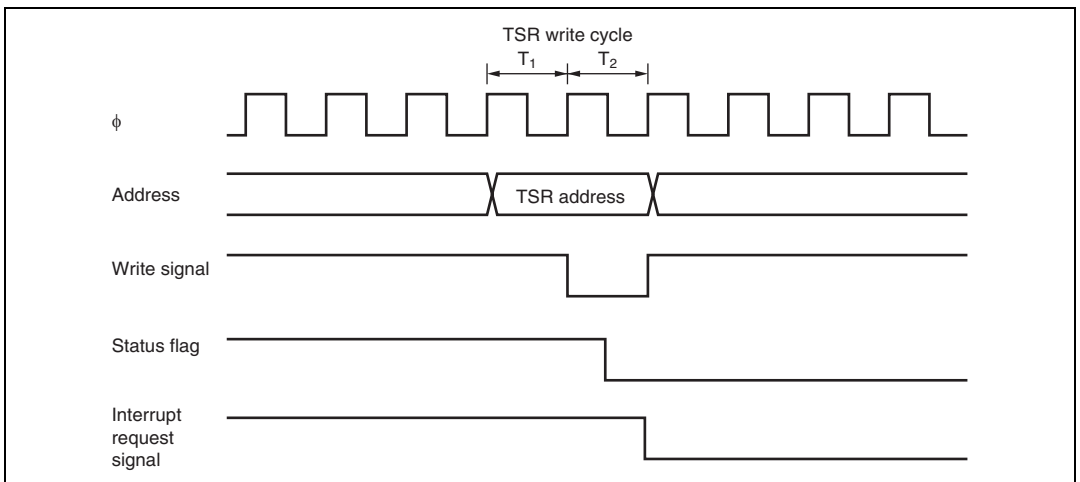 TSR write cycle
T1 T2
ϕ
Address
TSR address
Write signal
Status flag
Interrupt
request
signal